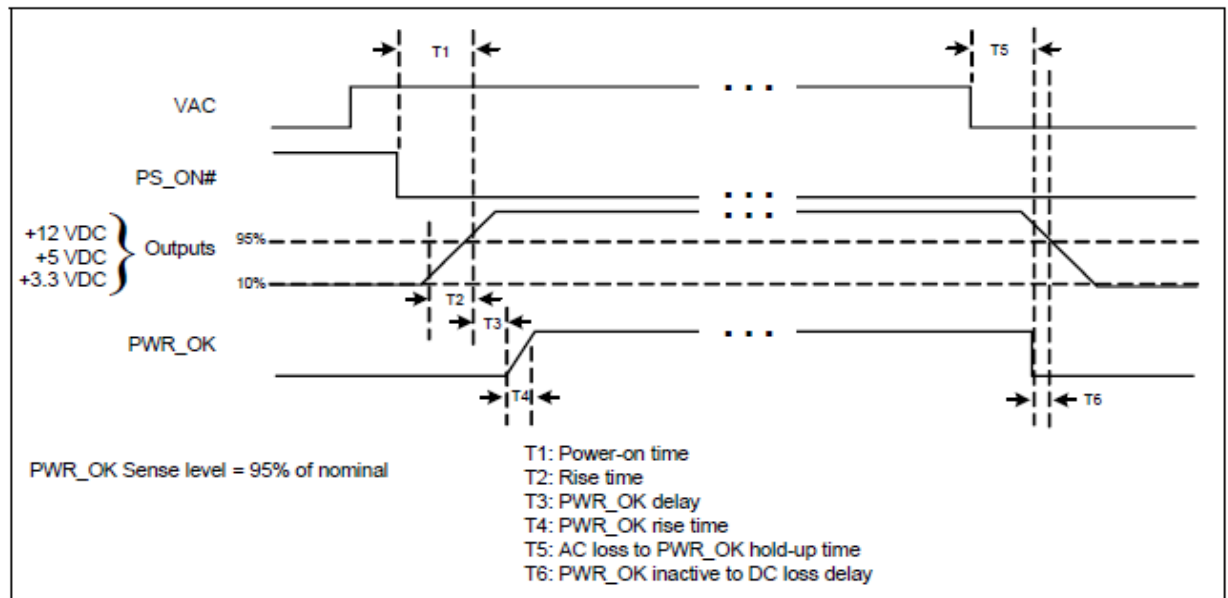 T1
T5
VAC
. . .
PS_ON#
. . .
. . .
+12 VDC
+5 VDC
+3.3 VDC
} Outputs
95%
10%
T2
T3
PWR_OK
. . .
T4
T6
PWR_OK Sense level = 95% of nominal
T1: Power-on time
T2: Rise time
T3: PWR_OK delay
T4: PWR_OK rise time
T5: AC loss to PWR_OK hold-up time
T6: PWR_OK inactive to DC loss delay